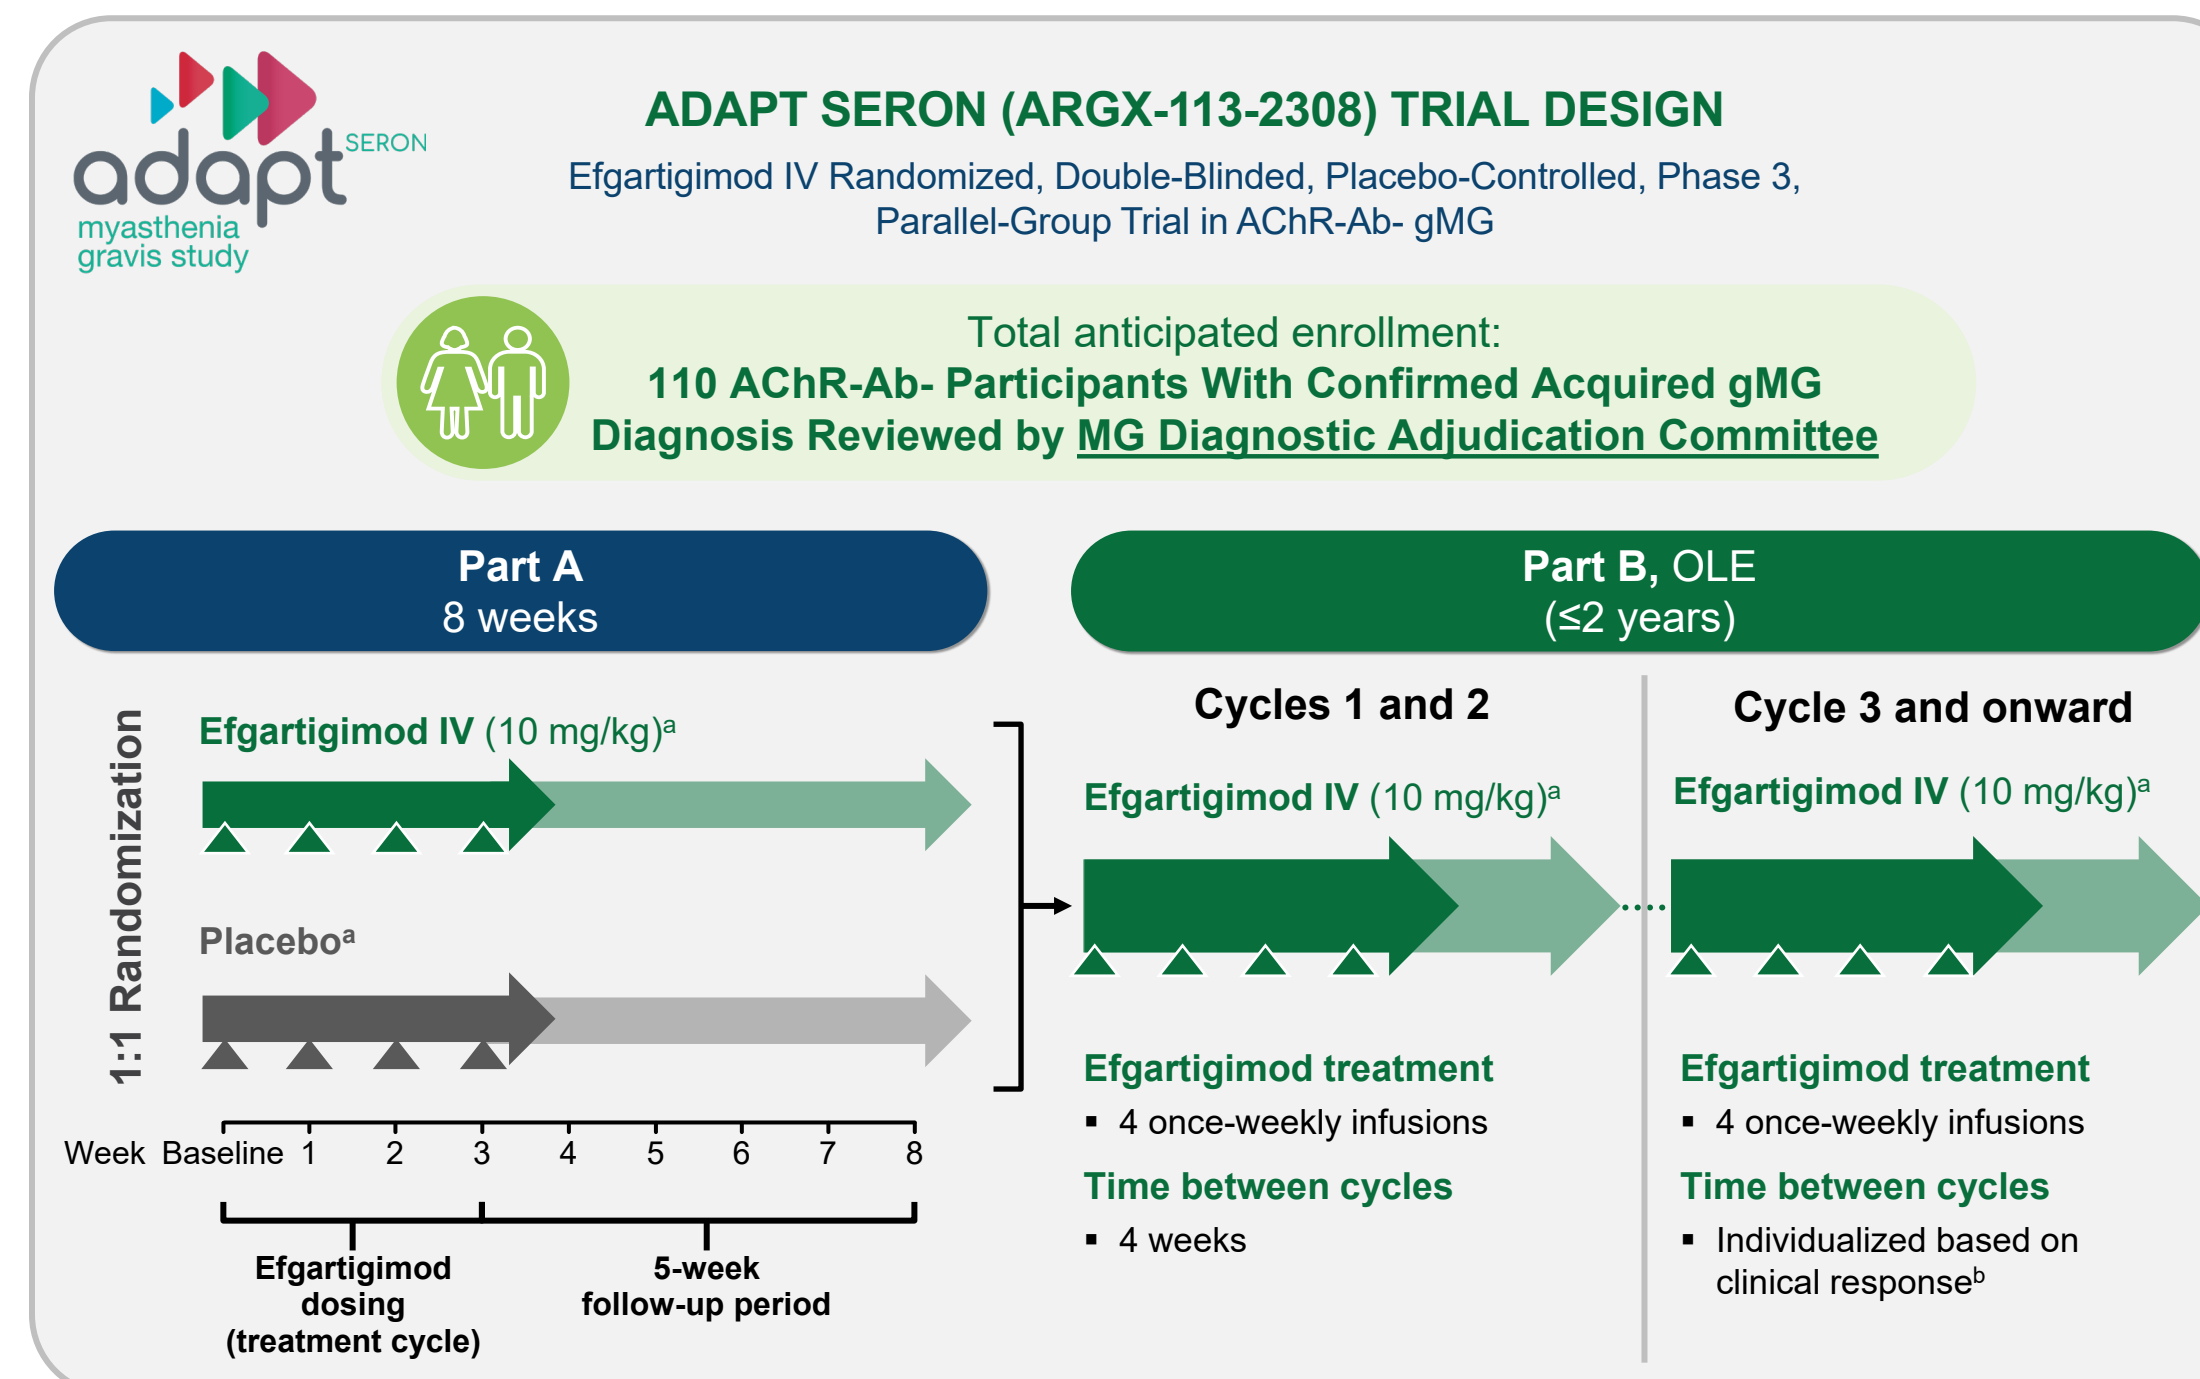 adapt SERON
myasthenia
gravis study
ADAPT SERON (ARGX-113-2308) TRIAL DESIGN
Efgartigimod IV Randomized, Double-Blinded, Placebo-Controlled, Phase 3,
Parallel-Group Trial in AChR-Ab- gMG
Total anticipated enrollment:
110 AChR-Ab- Participants With Confirmed Acquired gMG
Diagnosis Reviewed by MG Diagnostic Adjudication Committee
Part A
8 weeks
1:1 Randomization
Efgartigimod IV (10 mg/kg)ᵃ
Placeboᵃ
Week Baseline 1 2 3 4 5 6 7 8
Efgartigimod
dosing
(treatment cycle)
5-week
follow-up period
Part B, OLE
(≤2 years)
Cycles 1 and 2
Efgartigimod IV (10 mg/kg)ᵃ
Efgartigimod treatment
▪ 4 once-weekly infusions
Time between cycles
▪ 4 weeks
Cycle 3 and onward
Efgartigimod IV (10 mg/kg)ᵃ
Efgartigimod treatment
▪ 4 once-weekly infusions
Time between cycles
▪ Individualized based on
clinical responseᵇ